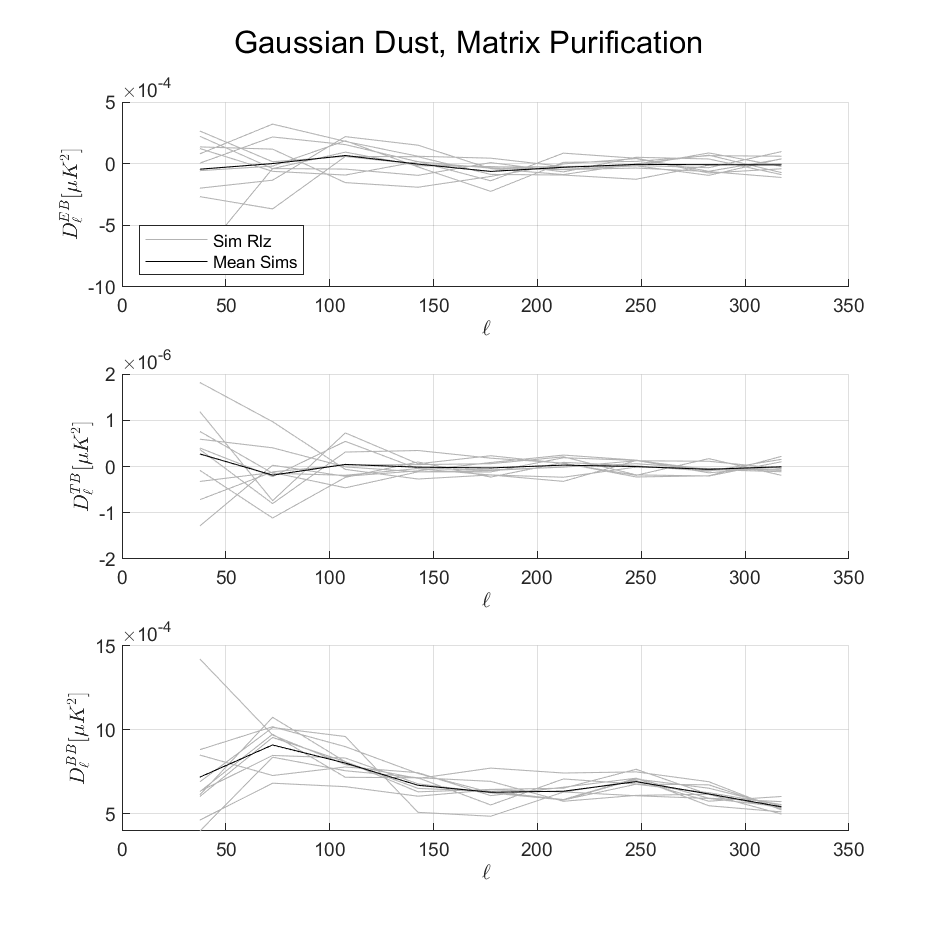 Gaussian Dust, Matrix Purification
×10^-4
5
0
-5
-10
D_ℓ^{EB}[μK^2]
Sim Rlz
Mean Sims
0 50 100 150 200 250 300 350
ℓ
×10^-6
2
1
0
-1
-2
D_ℓ^{TB}[μK^2]
0 50 100 150 200 250 300 350
ℓ
×10^-4
15
10
5
D_ℓ^{BB}[μK^2]
0 50 100 150 200 250 300 350
ℓ